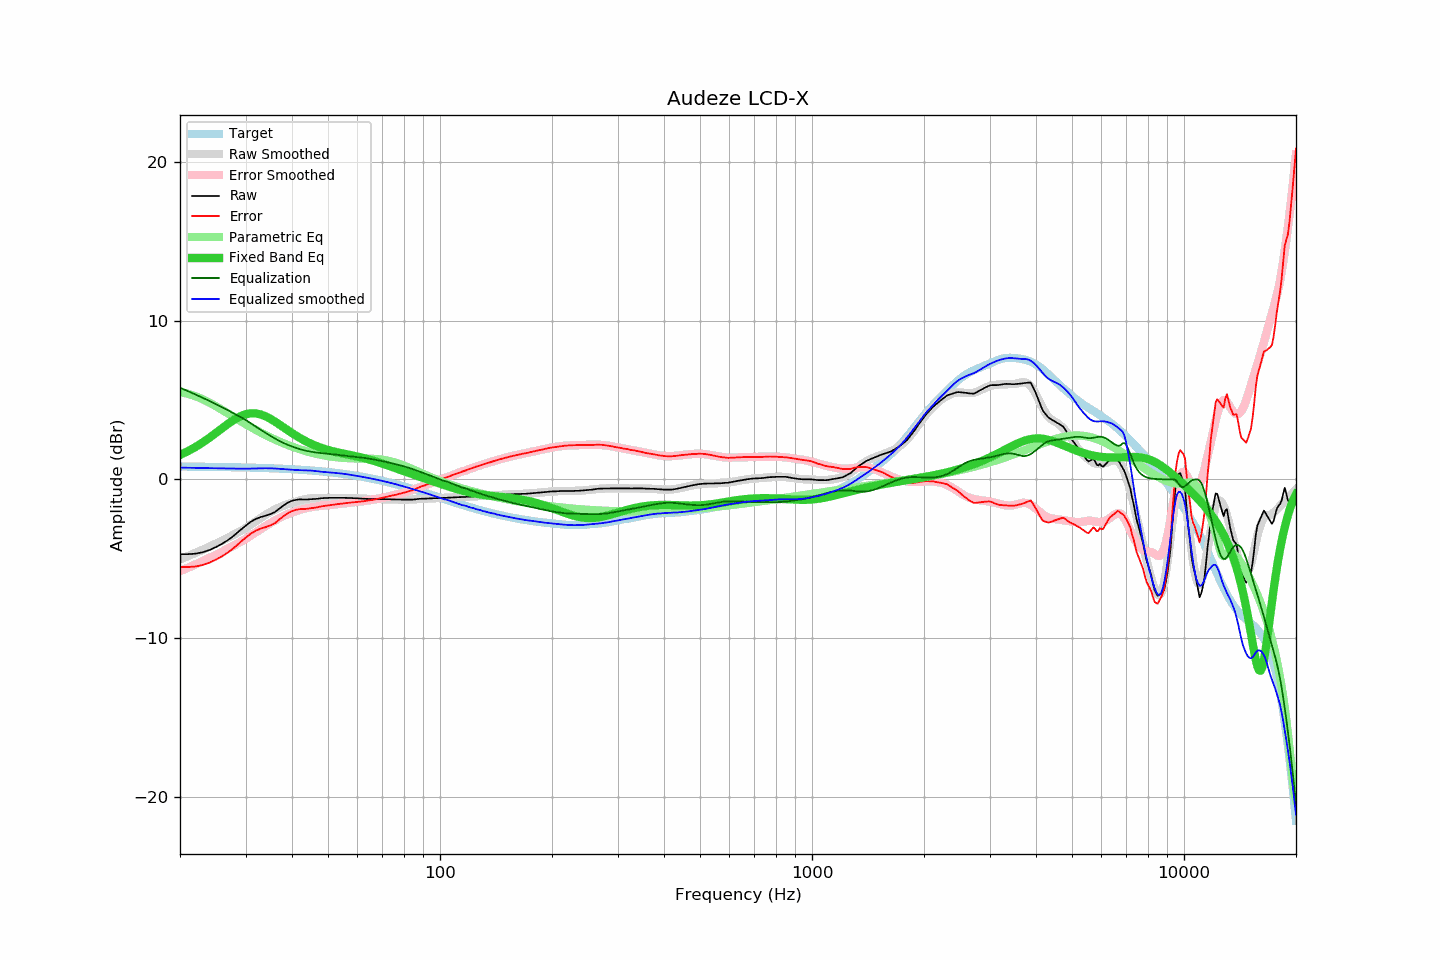 Audeze LCD-X
Target
Raw Smoothed
Error Smoothed
Raw
Error
Parametric Eq
Fixed Band Eq
Equalization
Equalized smoothed
20
10
0
−10
−20
Amplitude (dBr)
100
1000
10000
Frequency (Hz)